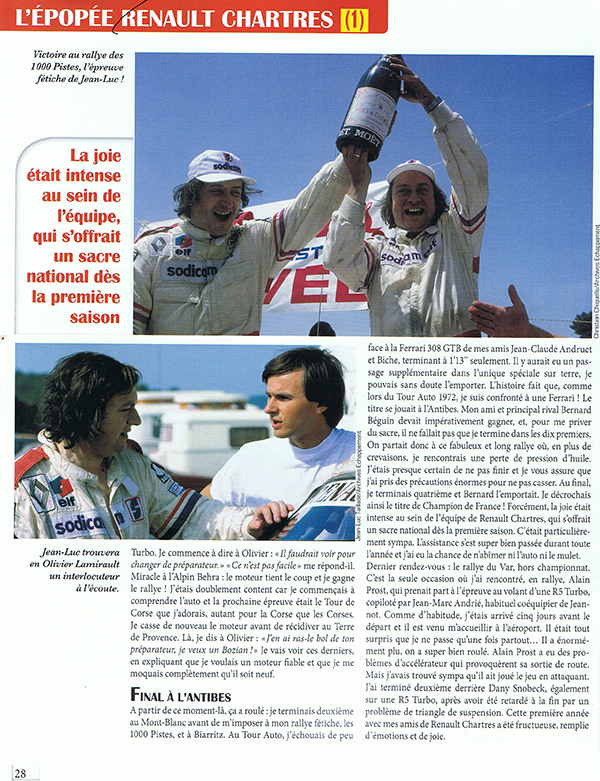 L'ÉPOPÉE RENAULT CHARTRES (1)
Victoire au rallye des
1000 Pistes, l'épreuve
fétiche de Jean-Luc !
La joie
était intense
au sein de
l'équipe,
qui s'offrait
un sacre
national dès
la première
saison
MOËT
sodicam
elf
sodicam
elf
sodicam
VEL
Christian Choquello/Archives Echappement
elf
sodicam
Jean-Luc Taillade/Archives Echappement
Jean-Luc trouvera
en Olivier Lamirault
un interlocuteur
à l'écoute.
Turbo. Je commence à dire à Olivier : «Il faudrait voir pour
changer de préparateur.» «Ce n'est pas facile» me répond-il.
Miracle à l'Alpin Behra : le moteur tient le coup et je gagne
le rallye ! J'étais doublement content car je commençais à
comprendre l'auto et la prochaine épreuve était le Tour de
Corse que j'adorais, autant pour la Corse que les Corses.
Je casse de nouveau le moteur avant de récidiver au Terre
de Provence. Là, je dis à Olivier : «J'en ai ras-le bol de ton
préparateur, je veux un Bozian !» Je vais voir ces derniers,
en expliquant que je voulais un moteur fiable et que je me
moquais complètement qu'il soit neuf.
FINAL À L'ANTIBES
A partir de ce moment-là, ça a roulé : je terminais deuxième
au Mont-Blanc avant de m'imposer à mon rallye fétiche, les
1000 Pistes, et à Biarritz. Au Tour Auto, j'échouais de peu
face à la Ferrari 308 GTB de mes amis Jean-Claude Andruet
et Biche, terminant à 1'13" seulement. Il y aurait eu un pas-
sage supplémentaire dans l'unique spéciale sur terre, je
pouvais sans doute l'emporter. L'histoire fait que, comme
lors du Tour Auto 1972, je suis confronté à une Ferrari ! Le
titre se jouait à l'Antibes. Mon ami et principal rival Bernard
Béguin devait impérativement gagner, et, pour me priver
du sacre, il ne fallait pas que je termine dans les dix premiers.
On partait donc à ce fabuleux et long rallye où, en plus de
crevaisons, je rencontrais une perte de pression d'huile.
J'étais presque certain de ne pas finir et je vous assure que
j'ai pris des précautions énormes pour ne pas casser. Au final,
je terminais quatrième et Bernard l'emportait. Je décrochais
ainsi le titre de Champion de France ! Forcément, la joie était
intense au sein de l'équipe de Renault Chartres, qui s'offrait
un sacre national dès la première saison. C'était particulière-
ment sympa. L'assistance s'est super bien passée durant toute
l'année et j'ai eu la chance de n'abîmer ni l'auto ni le mulet.
Dernier rendez-vous : le rallye du Var, hors championnat.
C'est la seule occasion où j'ai rencontré, en rallye, Alain
Prost, qui prenait part à l'épreuve au volant d'une R5 Turbo,
copiloté par Jean-Marc Andrié, habituel coéquipier de Jean-
not. Comme d'habitude, j'étais arrivé cinq jours avant le
départ et il est venu m'accueillir à l'aéroport. Il était tout
surpris que je ne passe qu'une fois partout… Il a énormé-
ment plu, on a super bien roulé. Alain Prost a eu des pro-
blèmes d'accélérateur qui provoquèrent sa sortie de route.
Mais j'avais trouvé sympa qu'il ait joué le jeu en attaquant.
J'ai terminé deuxième derrière Dany Snobeck, également
sur une R5 Turbo, après avoir été retardé à la fin par un
problème de triangle de suspension. Cette première année
avec mes amis de Renault Chartres a été fructueuse, remplie
d'émotions et de joie.
28